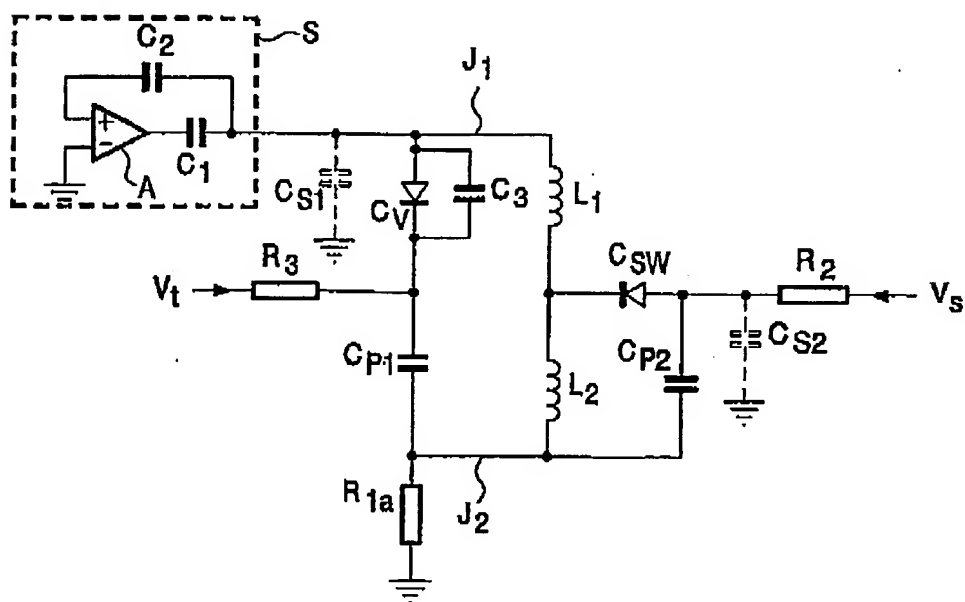 S
C2
J1
+
-
A
C1
CS1
CV
C3
L1
R3
Vt
CSW
R2
Vs
CP1
L2
CP2
CS2
R1a
J2